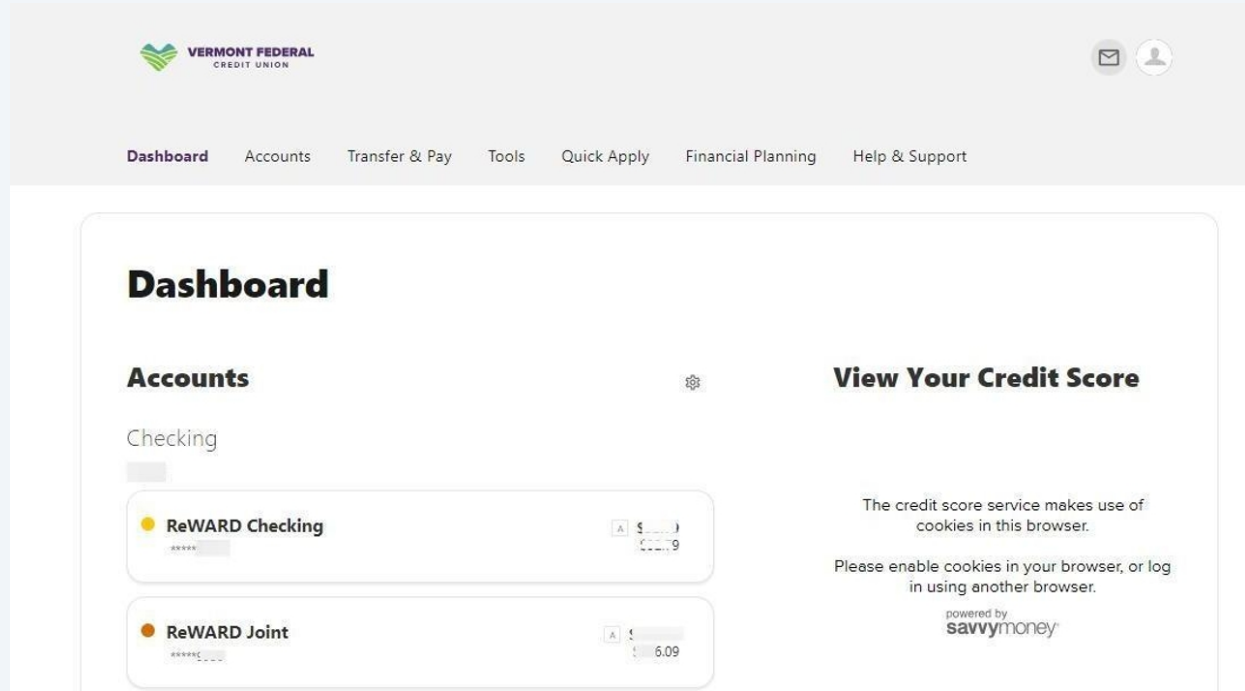 VERMONT FEDERAL
CREDIT UNION
Dashboard Accounts Transfer & Pay Tools Quick Apply Financial Planning Help & Support
Dashboard
Accounts
Checking
ReWARD Checking
*****
A
ReWARD Joint
*****
A
6.09
View Your Credit Score
The credit score service makes use of
cookies in this browser.
Please enable cookies in your browser, or log
in using another browser.
powered by
savvymoney